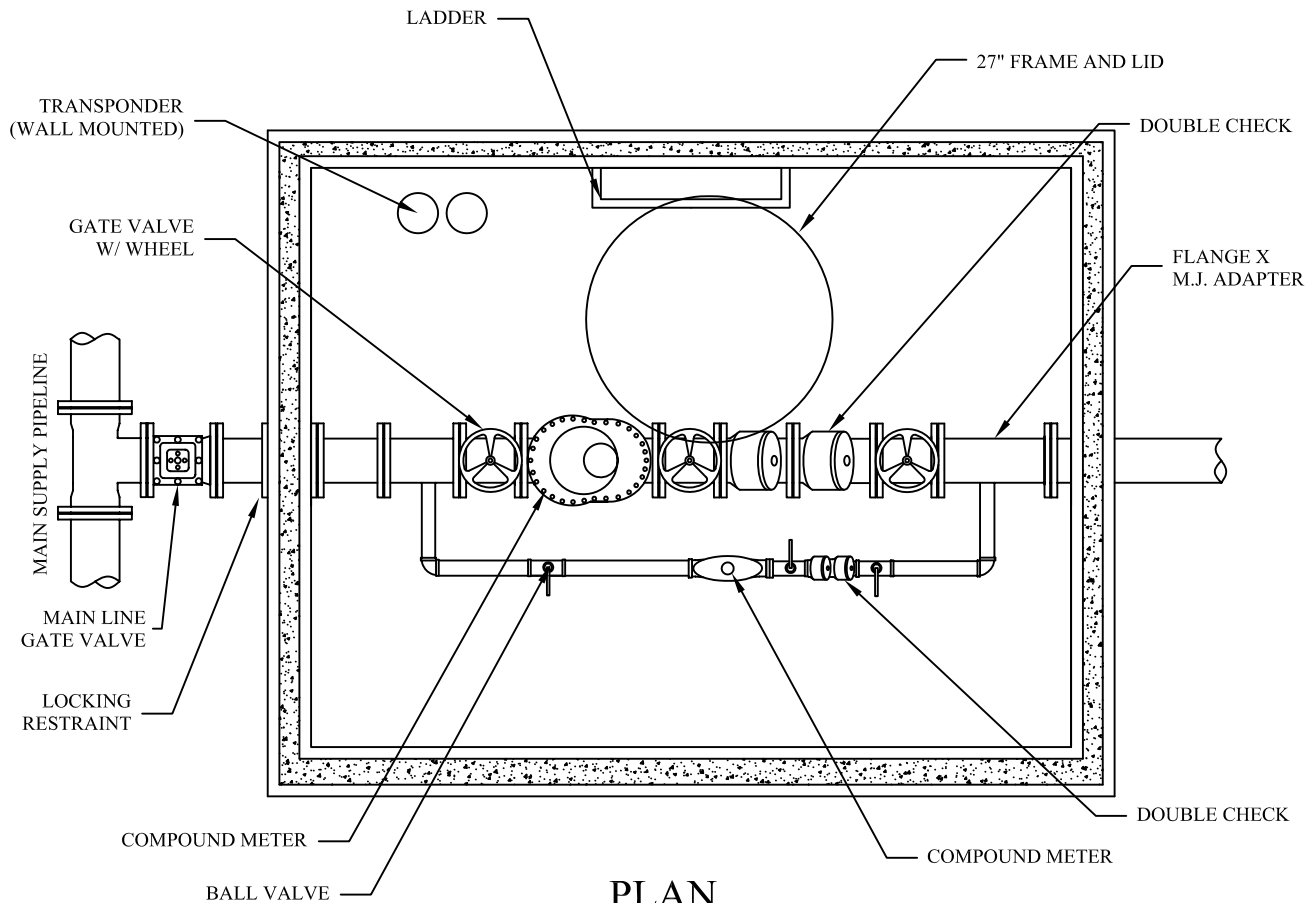 LADDER
27" FRAME AND LID
TRANSPONDER
(WALL MOUNTED)
DOUBLE CHECK
GATE VALVE
W/ WHEEL
FLANGE X
M.J. ADAPTER
MAIN SUPPLY PIPELINE
MAIN LINE
GATE VALVE
LOCKING
RESTRAINT
COMPOUND METER
BALL VALVE
DOUBLE CHECK
COMPOUND METER
PLAN